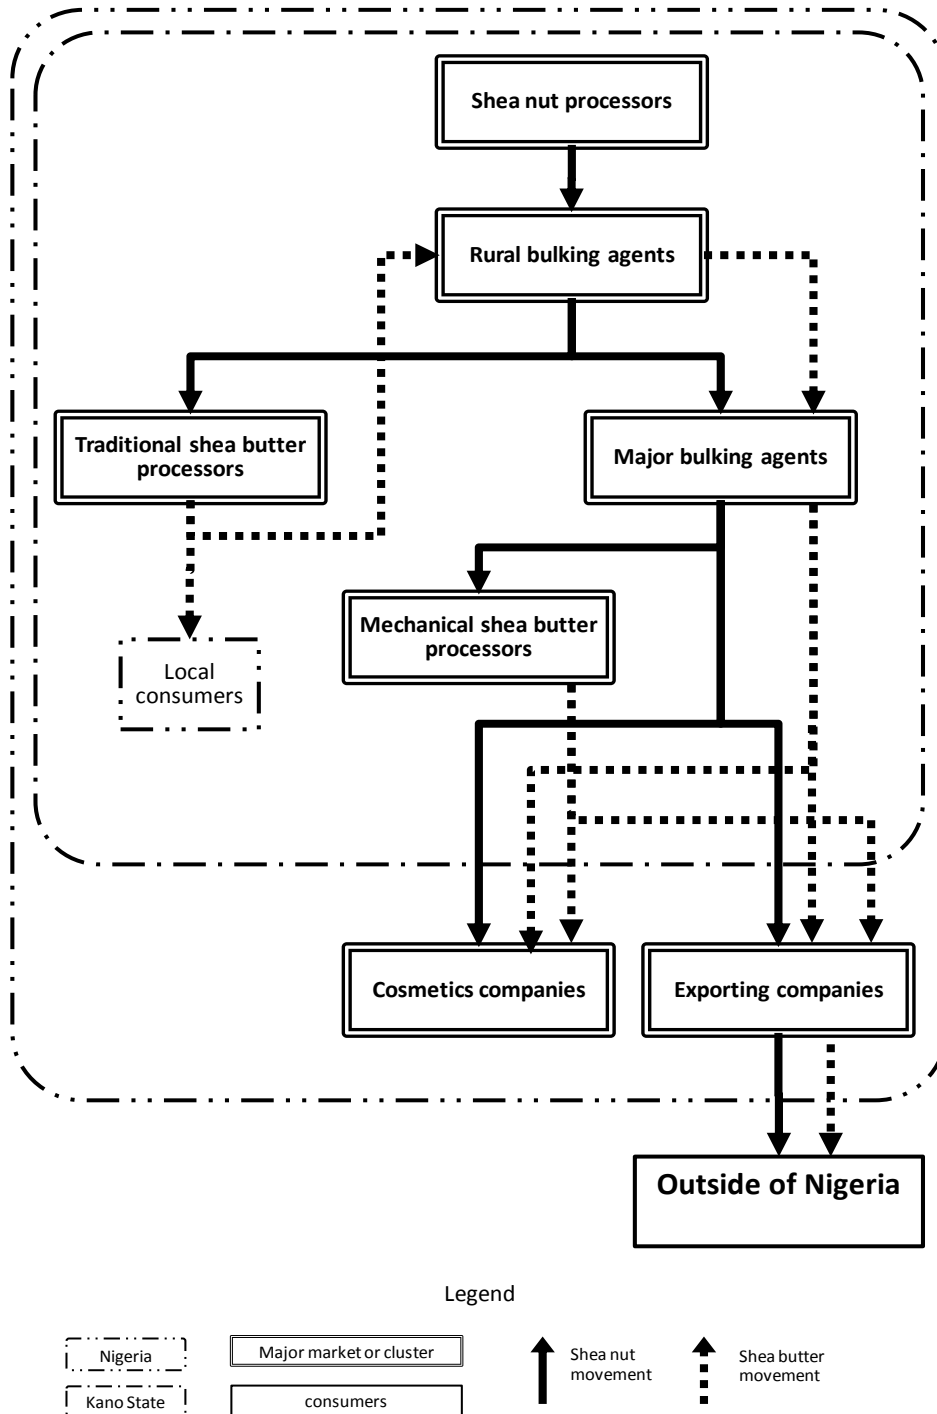 Shea nut processors
Rural bulking agents
Traditional shea butter
processors
Major bulking agents
Mechanical shea butter
processors
Local
consumers
Cosmetics companies
Exporting companies
Outside of Nigeria
Legend
Nigeria
Major market or cluster
Shea nut
movement
Shea butter
movement
Kano State
consumers